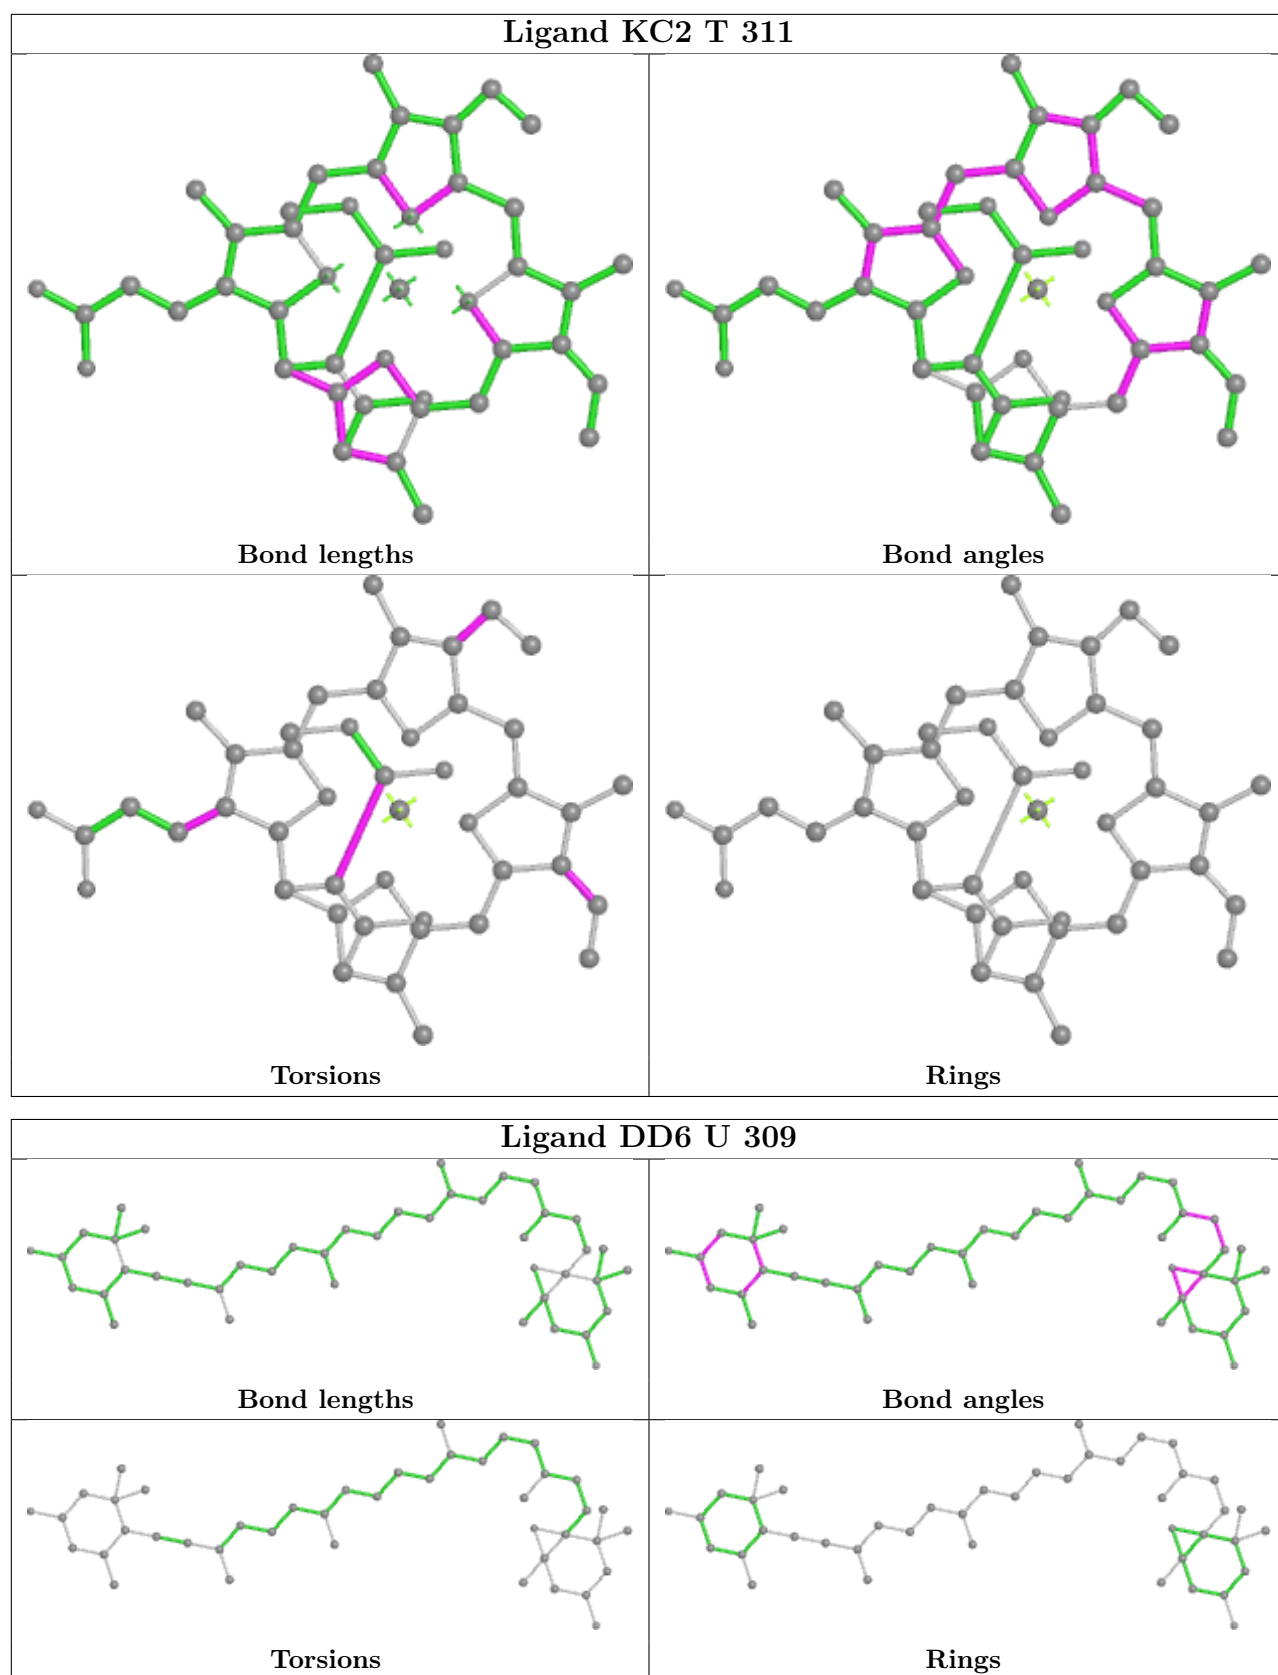 Ligand KC2 T 311
Bond lengths
Bond angles
Torsions
Rings
Ligand DD6 U 309
Bond lengths
Bond angles
Torsions
Rings